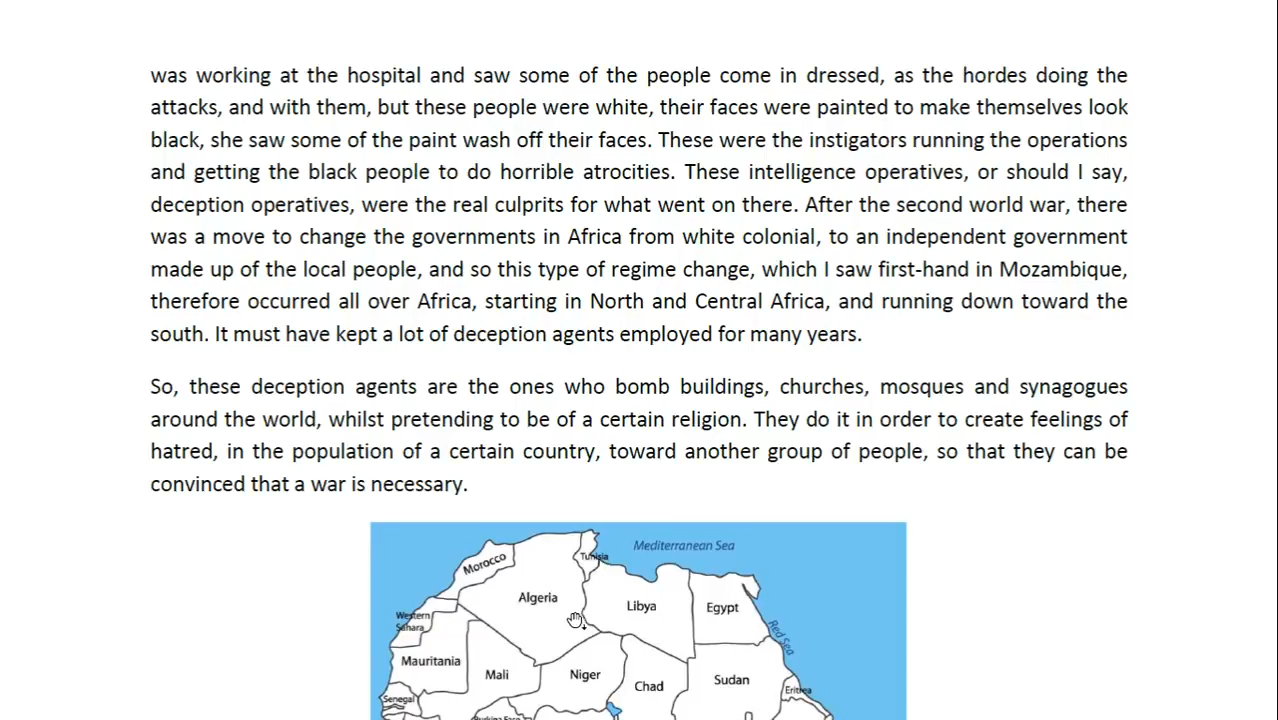 was working at the hospital and saw some of the people come in dressed, as the hordes doing the
attacks, and with them, but these people were white, their faces were painted to make themselves look
black, she saw some of the paint wash off their faces. These were the instigators running the operations
and getting the black people to do horrible atrocities. These intelligence operatives, or should I say,
deception operatives, were the real culprits for what went on there. After the second world war, there
was a move to change the governments in Africa from white colonial, to an independent government
made up of the local people, and so this type of regime change, which I saw first-hand in Mozambique,
therefore occurred all over Africa, starting in North and Central Africa, and running down toward the
south. It must have kept a lot of deception agents employed for many years.
So, these deception agents are the ones who bomb buildings, churches, mosques and synagogues
around the world, whilst pretending to be of a certain religion. They do it in order to create feelings of
hatred, in the population of a certain country, toward another group of people, so that they can be
convinced that a war is necessary.
Mediterranean Sea
Tunisia
Morocco
Algeria
Libya
Egypt
Western
Sahara
Red Sea
Mauritania
Mali
Niger
Chad
Sudan
Eritrea
Senegal